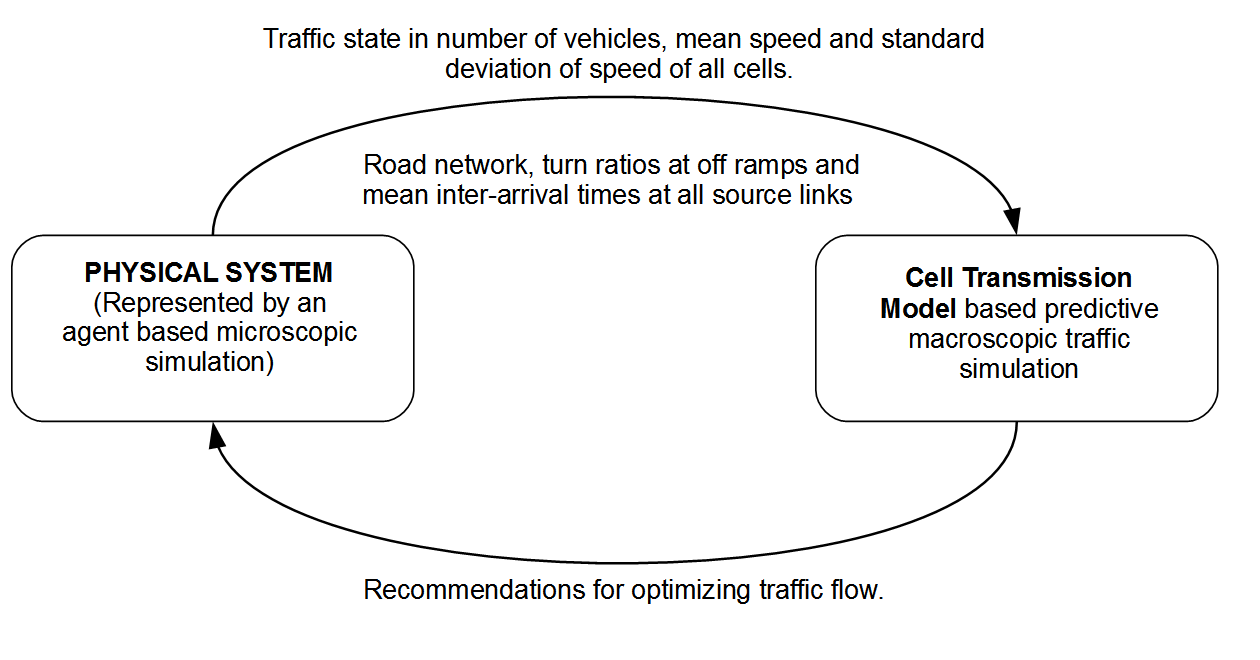 Traffic state in number of vehicles, mean speed and standard
deviation of speed of all cells.
Road network, turn ratios at off ramps and
mean inter-arrival times at all source links
PHYSICAL SYSTEM
(Represented by an
agent based microscopic
simulation)
Cell Transmission
Model based predictive
macroscopic traffic
simulation
Recommendations for optimizing traffic flow.